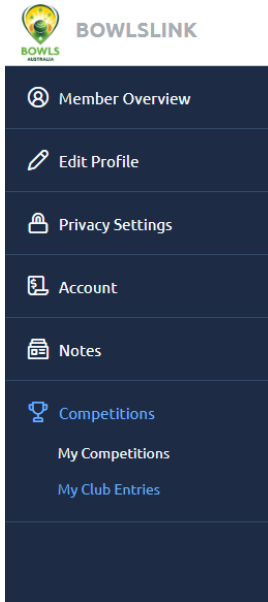 BOWLS
AUSTRALIA
BOWLSLINK
Member Overview
Edit Profile
Privacy Settings
Account
Notes
Competitions
My Competitions
My Club Entries